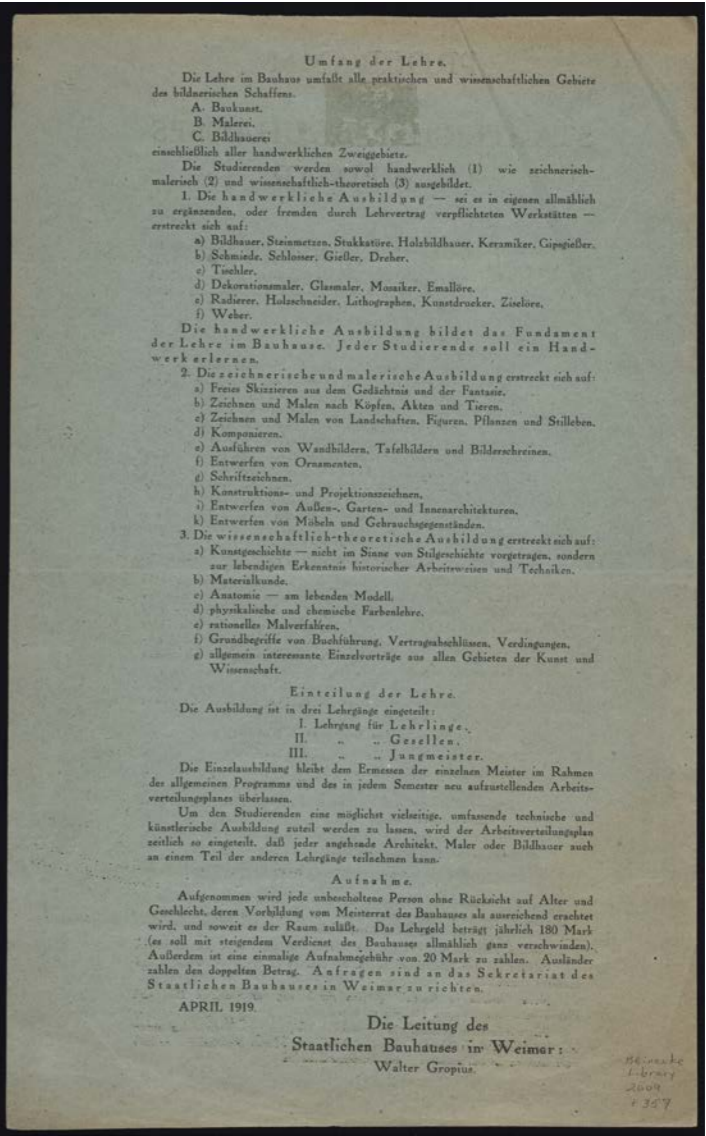 Umfang der Lehre.
Die Lehre im Bauhaus umfaßt alle praktischen und wissenschaftlichen Gebiete
des bildnerischen Schaffens.
A. Baukunst,
B. Malerei,
C. Bildhauerei
einschließlich aller handwerklichen Zweiggebiete.
Die Studierenden werden sowol handwerklich (1) wie zeichnerisch-
malerisch (2) und wissenschaftlich-theoretisch (3) ausgebildet.
1. Die handwerkliche Ausbildung — sei es in eigenen allmählich
zu ergänzenden, oder fremden durch Lehrvertrag verpflichteten Werkstätten —
erstreckt sich auf:
a) Bildhauer, Steinmetzen, Stukkatöre, Holzbildhauer, Keramiker, Gipsgießer,
b) Schmiede, Schlosser, Gießer, Dreher,
c) Tischler,
d) Dekorationsmaler, Glasmaler, Mosaiker, Emallöre,
e) Radierer, Holzschneider, Lithographen, Kunstdrucker, Ziselöre,
f) Weber.
Die handwerkliche Ausbildung bildet das Fundament
der Lehre im Bauhause. Jeder Studierende soll ein Hand-
werk erlernen.
2. Die zeichnerische und malerische Ausbildung erstreckt sich auf:
a) Freies Skizzieren aus dem Gedächtnis und der Fantasie,
b) Zeichnen und Malen nach Köpfen, Akten und Tieren,
c) Zeichnen und Malen von Landschaften, Figuren, Pflanzen und Stilleben,
d) Komponieren,
e) Ausführen von Wandbildern, Tafelbildern und Bilderschreinen,
f) Entwerfen von Ornamenten,
g) Schriftzeichnen,
h) Konstruktions- und Projektionszeichnen,
i) Entwerfen von Außen-, Garten- und Innenarchitekturen,
k) Entwerfen von Möbeln und Gebrauchsgegenständen.
3. Die wissenschaftlich-theoretische Ausbildung erstreckt sich auf:
a) Kunstgeschichte — nicht im Sinne von Stilgeschichte vorgetragen, sondern
zur lebendigen Erkenntnis historischer Arbeitsweisen und Techniken,
b) Materialkunde,
c) Anatomie — am lebenden Modell,
d) physikalische und chemische Farbenlehre,
e) rationelles Malverfahren,
f) Grundbegriffe von Buchführung, Vertragsabschlüssen, Verdingungen,
g) allgemein interessante Einzelvorträge aus allen Gebieten der Kunst und
Wissenschaft.
Einteilung der Lehre.
Die Ausbildung ist in drei Lehrgänge eingeteilt:
I. Lehrgang für Lehrlinge,
II. „ „ Gesellen,
III. „ „ Jungmeister.
Die Einzelausbildung bleibt dem Ermessen der einzelnen Meister im Rahmen
des allgemeinen Programms und des in jedem Semester neu aufzustellenden Arbeits-
verteilungsplanes überlassen.
Um den Studierenden eine möglichst vielseitige, umfassende technische und
künstlerische Ausbildung zuteil werden zu lassen, wird der Arbeitsverteilungsplan
zeitlich so eingeteilt, daß jeder angehende Architekt, Maler oder Bildhauer auch
an einem Teil der anderen Lehrgänge teilnehmen kann.
Aufnahme.
Aufgenommen wird jede unbescholtene Person ohne Rücksicht auf Alter und
Geschlecht, deren Vorbildung vom Meisterrat des Bauhauses als ausreichend erachtet
wird, und soweit es der Raum zuläßt. Das Lehrgeld beträgt jährlich 180 Mark
(es soll mit steigendem Verdienst des Bauhauses allmählich ganz verschwinden).
Außerdem ist eine einmalige Aufnahmegebühr von 20 Mark zu zahlen. Ausländer
zahlen den doppelten Betrag. Anfragen sind an das Sekretariat des
Staatlichen Bauhauses in Weimar zu richten.
APRIL 1919.
Die Leitung des
Staatlichen Bauhauses in Weimar:
Walter Gropius.
Beinecke
Library
2009
+357